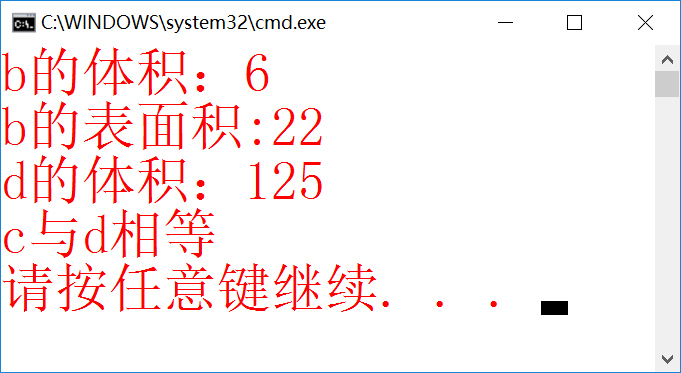 C:\WINDOWS\system32\cmd.exe
b的体积：6
b的表面积:22
d的体积：125
c与d相等
请按任意键继续. . .